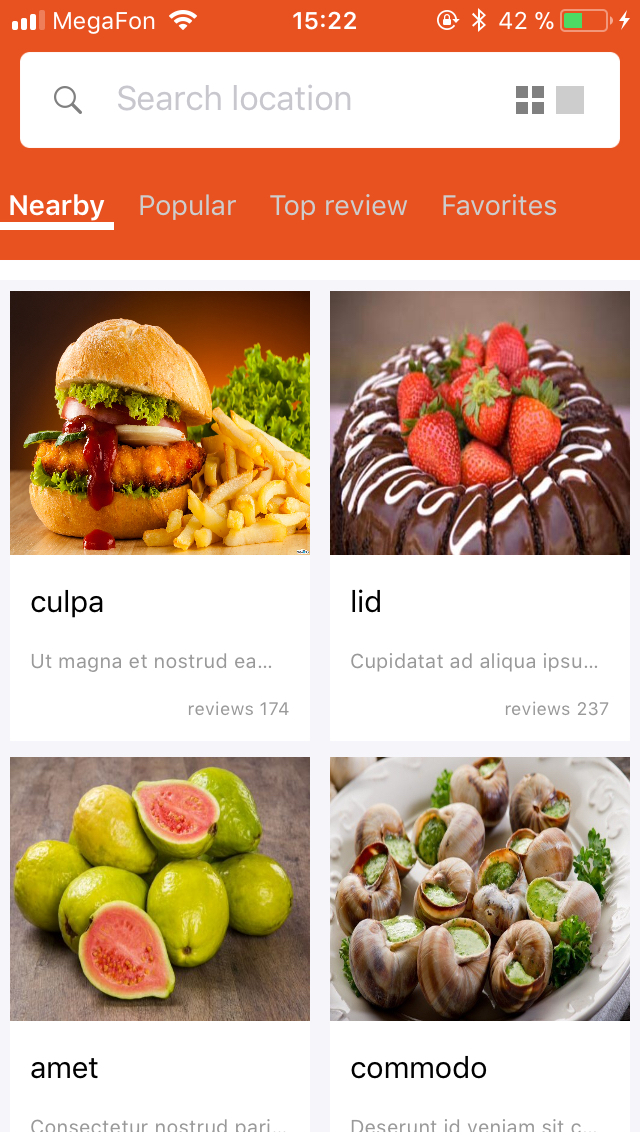 MegaFon 15:22 42 %
Search location
Nearby Popular Top review Favorites
culpa
Ut magna et nostrud ea...
reviews 174
lid
Cupidatat ad aliqua ipsu...
reviews 237
amet
Consectetur nostrud pari...
commodo
Deserunt id veniam sit c...